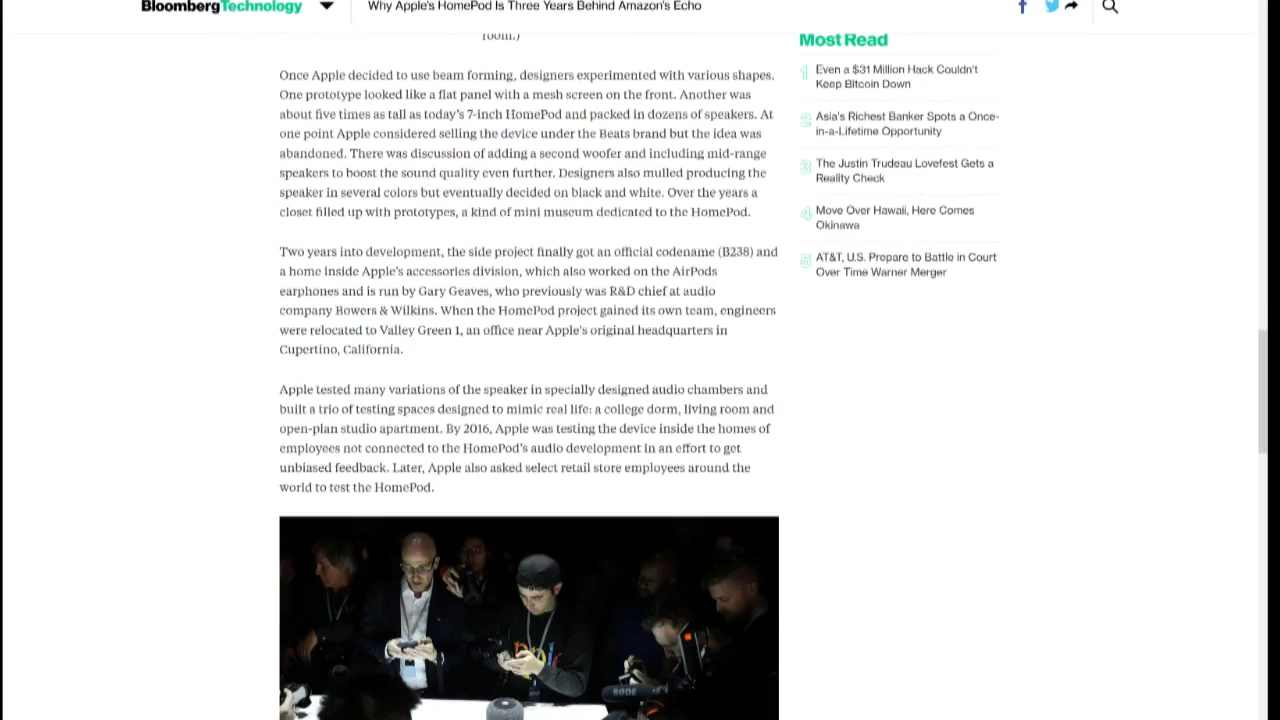 BloombergTechnology
Why Apple's HomePod Is Three Years Behind Amazon's Echo
room.)
Once Apple decided to use beam forming, designers experimented with various shapes.
One prototype looked like a flat panel with a mesh screen on the front. Another was
about five times as tall as today's 7-inch HomePod and packed in dozens of speakers. At
one point Apple considered selling the device under the Beats brand but the idea was
abandoned. There was discussion of adding a second woofer and including mid-range
speakers to boost the sound quality even further. Designers also mulled producing the
speaker in several colors but eventually decided on black and white. Over the years a
closet filled up with prototypes, a kind of mini museum dedicated to the HomePod.
Two years into development, the side project finally got an official codename (B238) and
a home inside Apple's accessories division, which also worked on the AirPods
earphones and is run by Gary Geaves, who previously was R&D chief at audio
company Bowers & Wilkins. When the HomePod project gained its own team, engineers
were relocated to Valley Green 1, an office near Apple's original headquarters in
Cupertino, California.
Apple tested many variations of the speaker in specially designed audio chambers and
built a trio of testing spaces designed to mimic real life: a college dorm, living room and
open-plan studio apartment. By 2016, Apple was testing the device inside the homes of
employees not connected to the HomePod's audio development in an effort to get
unbiased feedback. Later, Apple also asked select retail store employees around the
world to test the HomePod.
RODE
Most Read
1 Even a $31 Million Hack Couldn't
Keep Bitcoin Down
2 Asia's Richest Banker Spots a Once-
in-a-Lifetime Opportunity
3 The Justin Trudeau Lovefest Gets a
Reality Check
4 Move Over Hawaii, Here Comes
Okinawa
5 AT&T, U.S. Prepare to Battle in Court
Over Time Warner Merger